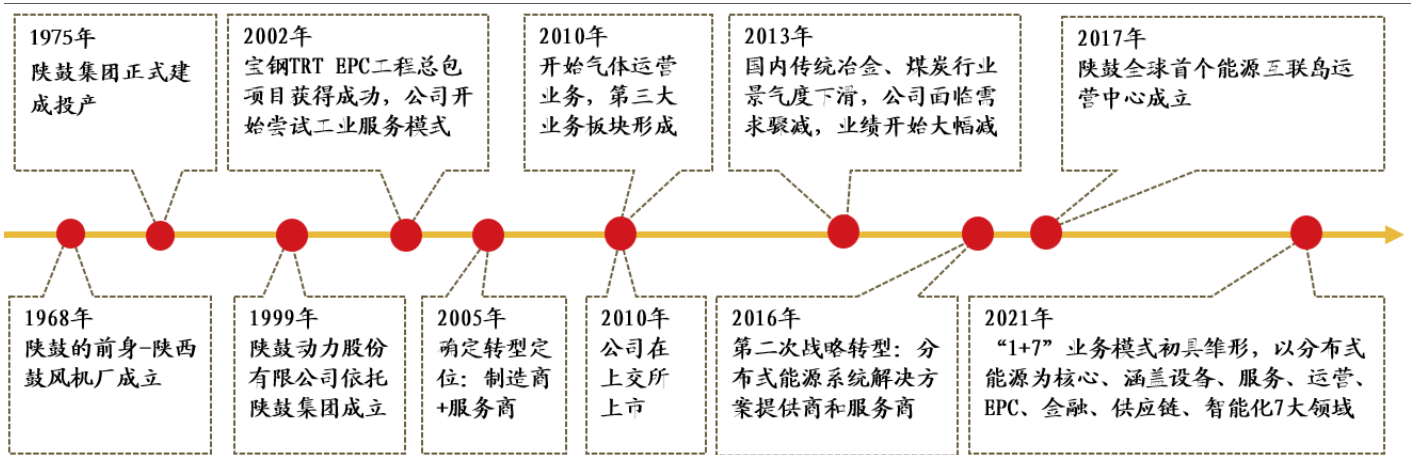 1975年
陕鼓集团正式建
成投产
2002年
宝钢TRT EPC工程总包
项目获得成功，公司开
始尝试工业服务模式
2010年
开始气体运营
业务，第三大
业务板块形成
2013年
国内传统冶金、煤炭行业
景气度下滑，公司面临需
求骤减，业绩开始大幅减
2017年
陕鼓全球首个能源互联岛运
营中心成立
1968年
陕鼓的前身-陕西
鼓风机厂成立
1999年
陕鼓动力股份
有限公司依托
陕鼓集团成立
2005年
确定转型定
位：制造商
+服务商
2010年
公司在
上交所
上市
2016年
第二次战略转型：分
布式能源系统解决方
案提供商和服务商
2021年
“1+7”业务模式初具雏形，以分布式
能源为核心、涵盖设备、服务、运营、
EPC、金融、供应链、智能化7大领域